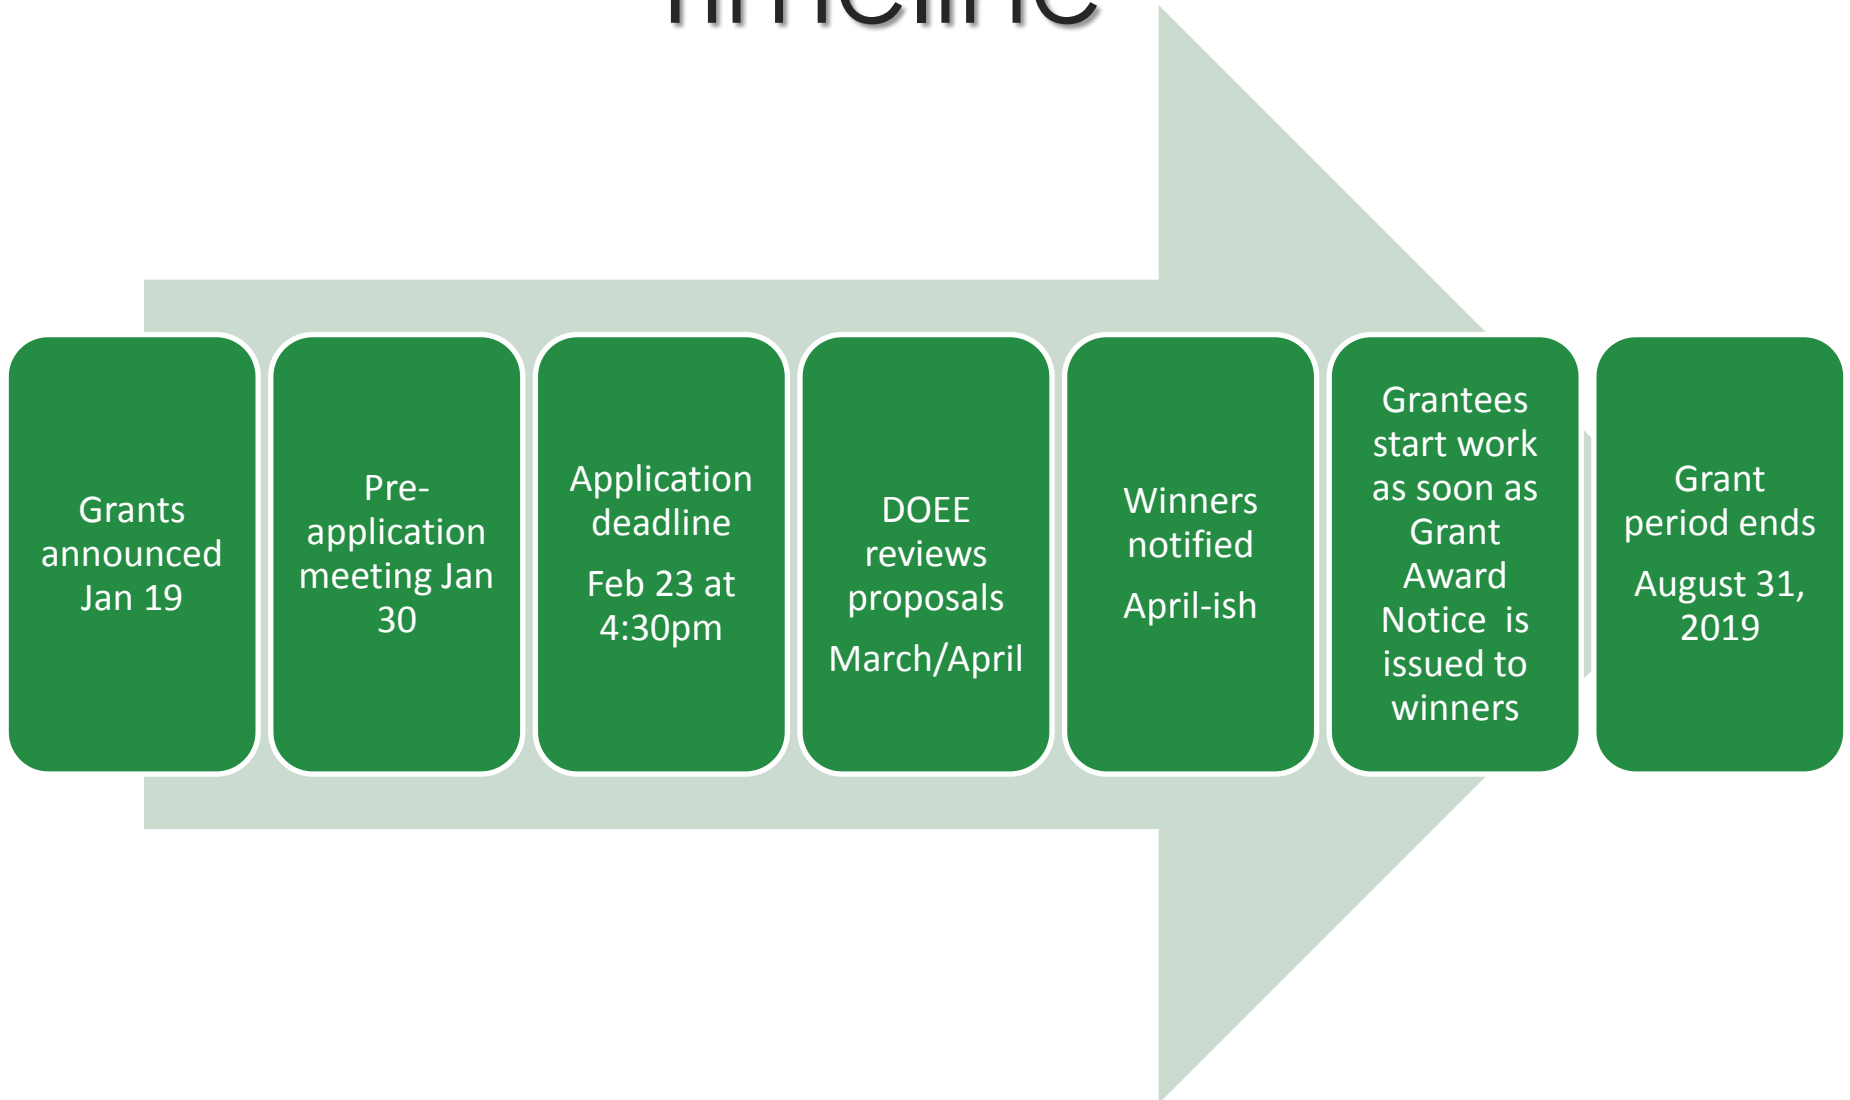 Timeline
Grants
announced
Jan 19
Pre-
application
meeting Jan
30
Application
deadline
Feb 23 at
4:30pm
DOEE
reviews
proposals
March/April
Winners
notified
April-ish
Grantees
start work
as soon as
Grant
Award
Notice  is
issued to
winners
Grant
period ends
August 31,
2019